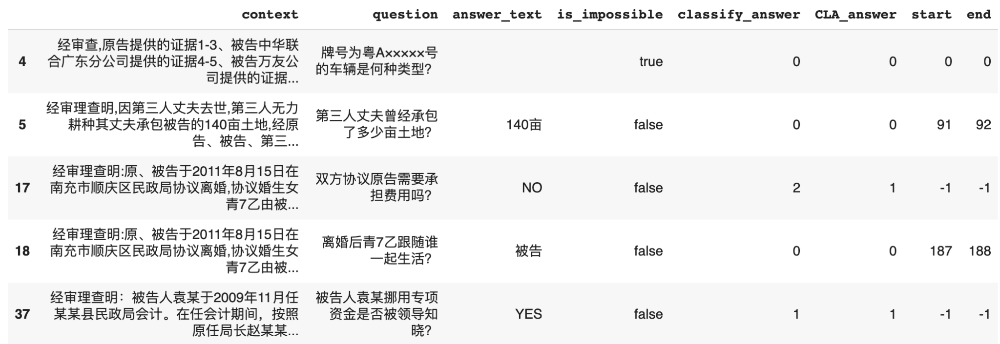 context question answer_text is_impossible classify_answer CLA_answer start end
4 经审查,原告提供的证据1-3、被告中华联合广东分公司提供的证据4-5、被告万友公司提供的证据... 牌号为粤A×××××号的车辆是何种类型? true 0 0 0 0
5 经审理查明,因第三人丈夫去世,第三人无力耕种其丈夫承包被告的140亩土地,经原告、被告、第三... 第三人丈夫曾经承包了多少亩土地? 140亩 false 0 0 91 92
17 经审理查明:原、被告于2011年8月15日在南充市顺庆区民政局协议离婚,协议婚生女青7乙由被... 双方协议原告需要承担费用吗? NO false 2 1 -1 -1
18 经审理查明:原、被告于2011年8月15日在南充市顺庆区民政局协议离婚,协议婚生女青7乙由被... 离婚后青7乙跟随谁一起生活? 被告 false 0 0 187 188
37 经审理查明：被告人袁某于2009年11月任某某县民政局会计。在任会计期间，按照原任局长赵某某... 被告人袁某挪用专项资金是否被领导知晓? YES false 1 1 -1 -1